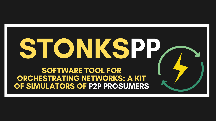 STONKSPP
SOFTWARE TOOL FOR
ORCHESTRATING NETWORKS: A KIT
OF SIMULATORS OF P2P PROSUMERS